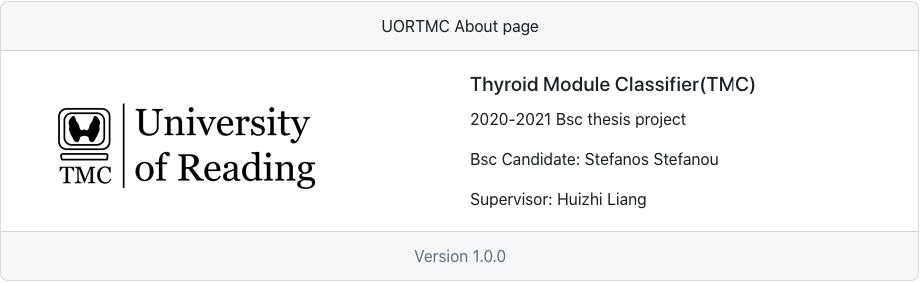 UORTMC About page
TMC
University
of Reading
Thyroid Module Classifier(TMC)
2020-2021 Bsc thesis project
Bsc Candidate: Stefanos Stefanou
Supervisor: Huizhi Liang
Version 1.0.0